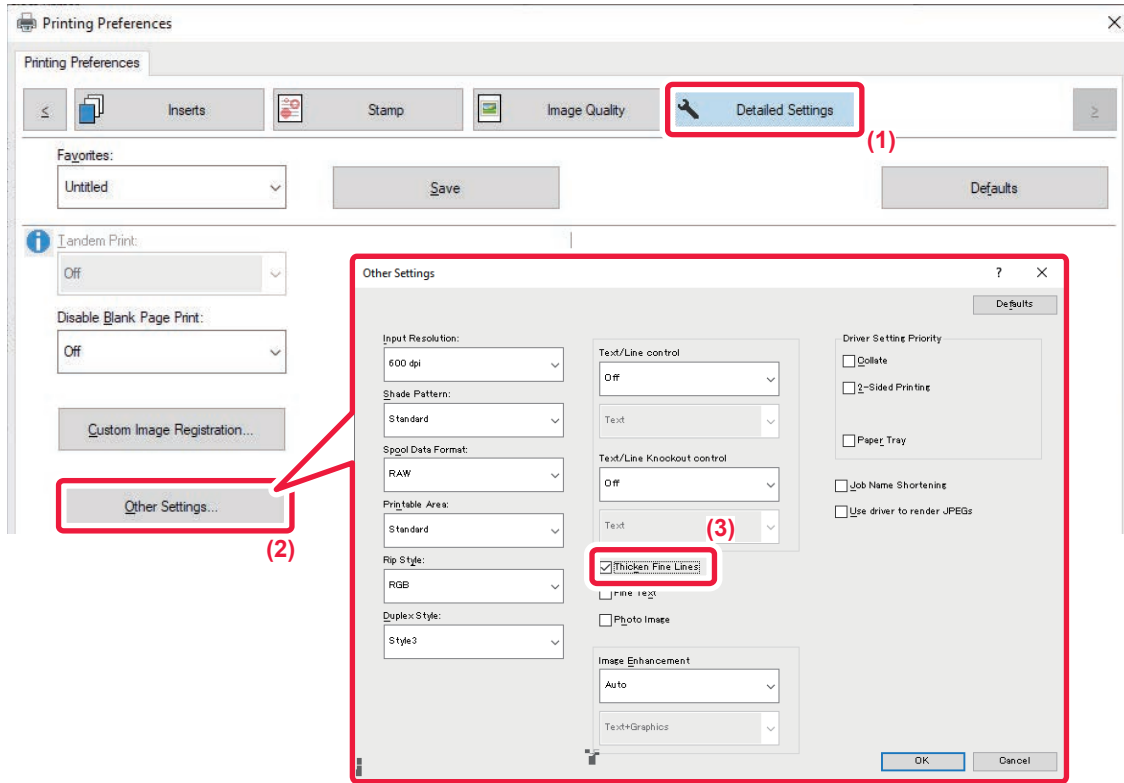 Printing Preferences
Printing Preferences
<
Inserts
Stamp
Image Quality
Detailed Settings
>
(1)
Favorites:
Untitled
Save
Defaults
Tandem Print:
Off
Disable Blank Page Print:
Off
Custom Image Registration...
Other Settings...
(2)
Other Settings
?
Defaults
Input Resolution:
600 dpi
Shade Pattern:
Standard
Spool Data Format:
RAW
Printable Area:
Standard
Rip Style:
RGB
Duplex Style:
Style3
Text/Line control
Off
Text
Text/Line Knockout control
Off
Text
(3)
Thicken Fine Lines
Fine Text
Photo Image
Image Enhancement
Auto
Text+Graphics
Driver Setting Priority
Collate
2-Sided Printing
Paper Tray
Job Name Shortening
Use driver to render JPEGs
OK
Cancel